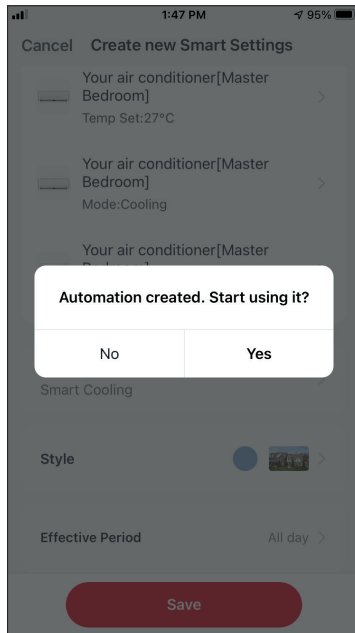 1:47 PM
95%
Cancel Create new Smart Settings
Your air conditioner[Master
Bedroom]
Temp Set:27°C
Your air conditioner[Master
Bedroom]
Mode:Cooling
Your air conditioner[Master
Automation created. Start using it?
No Yes
Smart Cooling
Style
Effective Period All day
Save